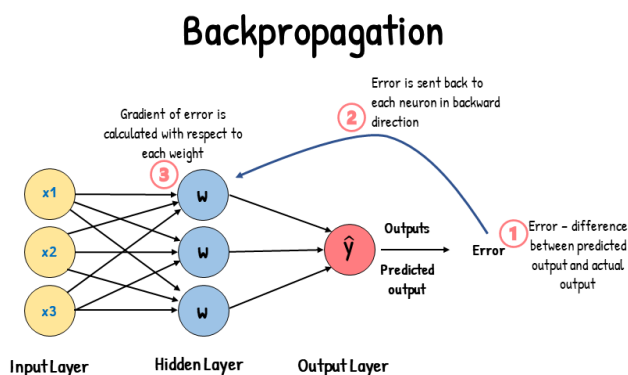 Backpropagation
Error is sent back to
each neuron in backward
direction
2
Gradient of error is
calculated with respect to
each weight
3
x1
w
x2
w
ŷ
Outputs
Predicted
output
Error
1
Error – difference
between predicted
output and actual
output
x3
w
Input Layer
Hidden Layer
Output Layer